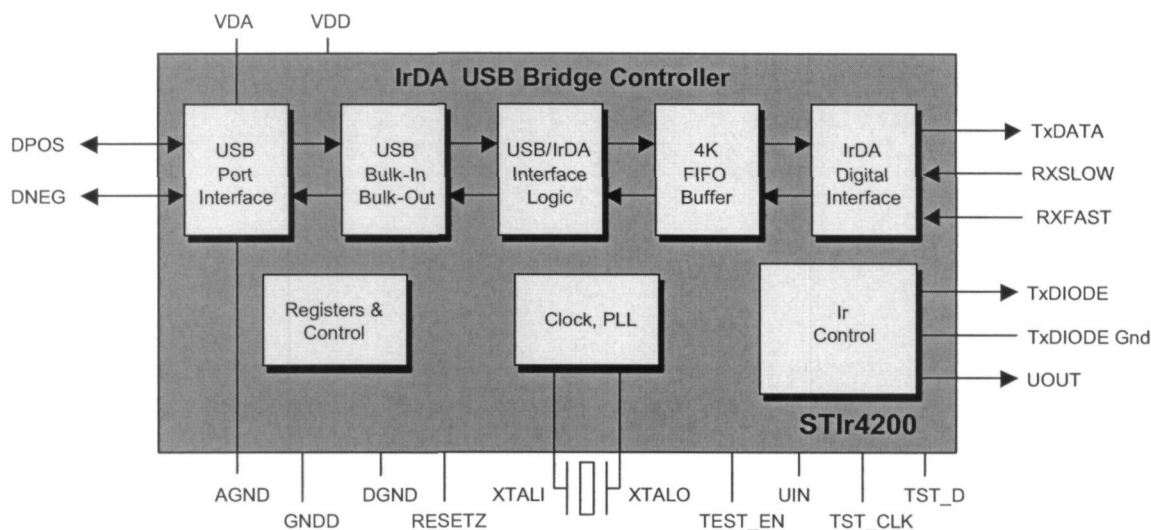 VDA
VDD
IrDA USB Bridge Controller
DPOS
DNEG
USB
Port
Interface
USB
Bulk-In
Bulk-Out
USB/IrDA
Interface
Logic
4K
FIFO
Buffer
IrDA
Digital
Interface
TxDATA
RXSLOW
RXFAST
Registers &
Control
Clock, PLL
Ir
Control
TxDIODE
TxDIODE Gnd
UOUT
STIr4200
AGND
GNDD
DGND
RESETZ
XTALI
XTALO
TEST_EN
UIN
TST_CLK
TST_D